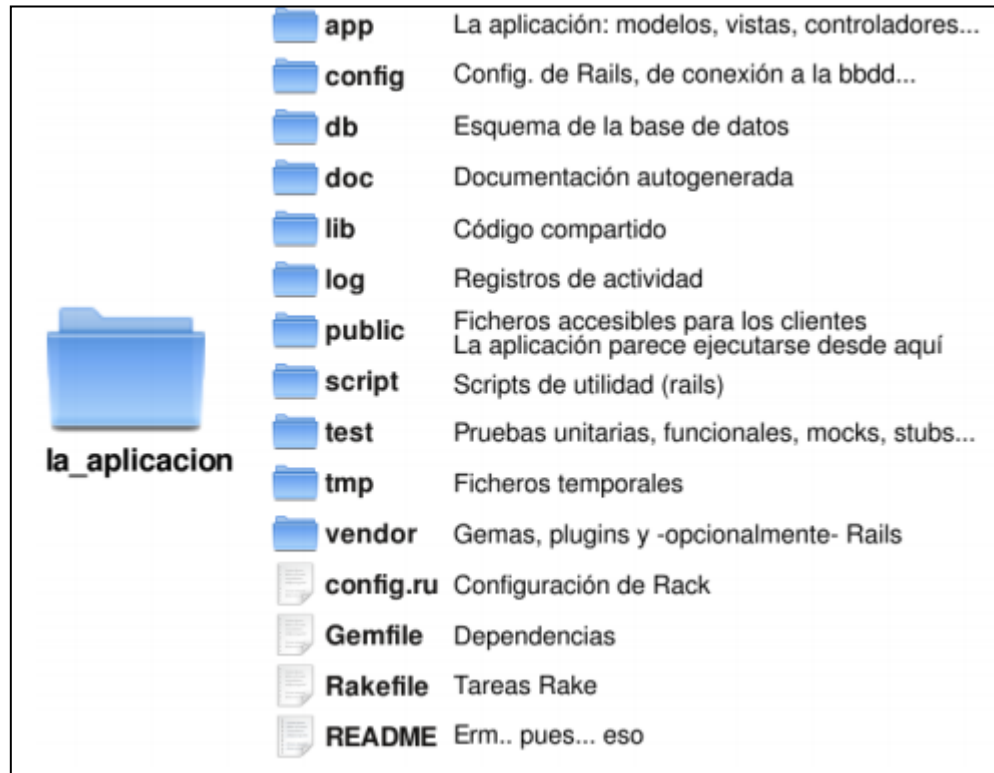 app La aplicación: modelos, vistas, controladores...
config Config. de Rails, de conexión a la bbdd...
db Esquema de la base de datos
doc Documentación autogenerada
lib Código compartido
log Registros de actividad
public Ficheros accesibles para los clientes
La aplicación parece ejecutarse desde aquí
script Scripts de utilidad (rails)
test Pruebas unitarias, funcionales, mocks, stubs...
la_aplicacion
tmp Ficheros temporales
vendor Gemas, plugins y -opcionalmente- Rails
config.ru Configuración de Rack
Gemfile Dependencias
Rakefile Tareas Rake
README Erm.. pues... eso